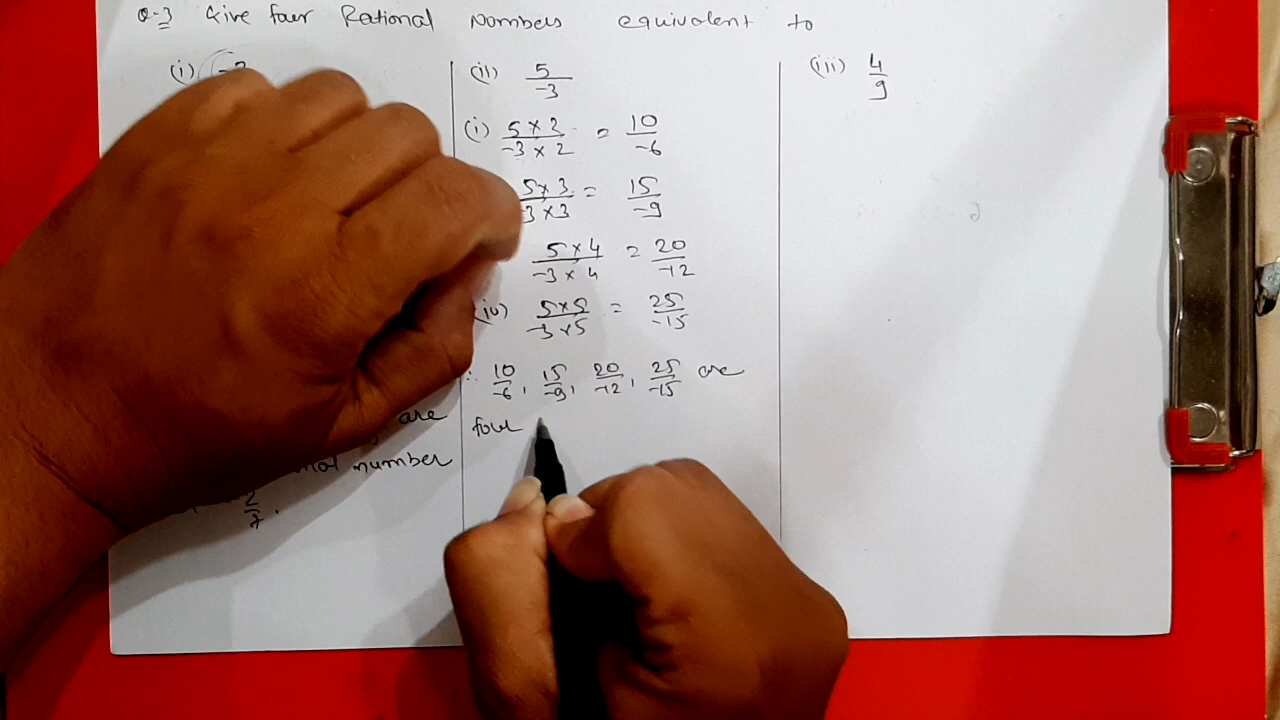 Q-3 Give four Rational Numbers equivalent to
(i)
are
number
2/7.
(ii) 5/-3
(i) 5×2/-3×2 = 10/-6
5×3/-3×3 = 15/-9
5×4/-3×4 = 20/-12
(iv) 5×5/-3×5 = 25/-15
∴ 10/-6, 15/-9, 20/-12, 25/-15 are
four
(iii) 4/9